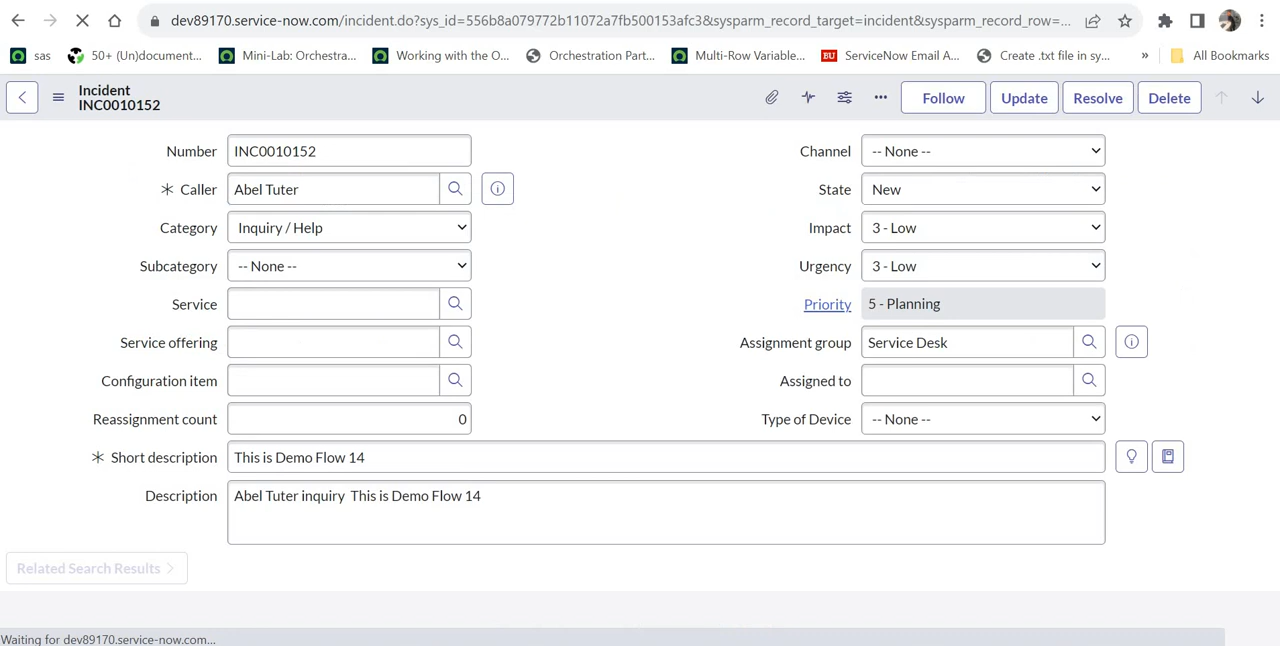 dev89170.service-now.com/incident.do?sys_id=556b8a079772b11072a7fb500153afc3&sysparm_record_target=incident&sysparm_record_row=...
sas 50+ (Un)document... Mini-Lab: Orchestra... Working with the O... Orchestration Part... Multi-Row Variable... BU ServiceNow Email A... Create .txt file in sy... » All Bookmarks
Incident
INC0010152
Follow Update Resolve Delete
Number INC0010152 Channel -- None --
Caller Abel Tuter State New
Category Inquiry / Help Impact 3 - Low
Subcategory -- None -- Urgency 3 - Low
Service Priority 5 - Planning
Service offering Assignment group Service Desk
Configuration item Assigned to
Reassignment count 0 Type of Device -- None --
Short description This is Demo Flow 14
Description Abel Tuter inquiry This is Demo Flow 14
Related Search Results
Waiting for dev89170.service-now.com...